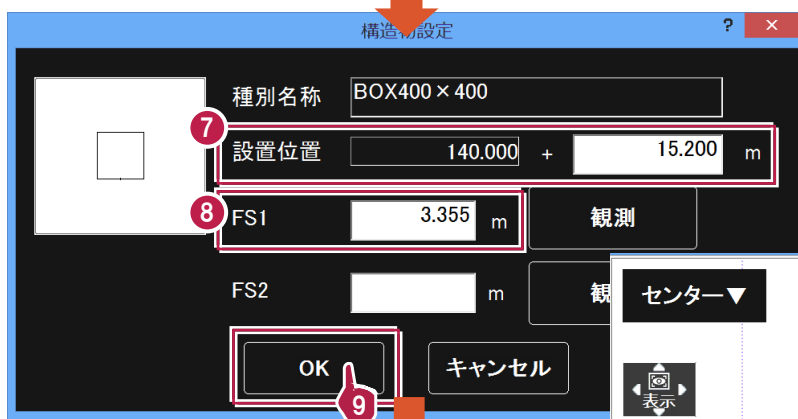 構造物設定
? ×
種別名称 BOX400×400
7
設置位置 140.000 + 15.200 m
8
FS1 3.355 m 観測
FS2 m 観
センター▼
OK キャンセル
9
表示